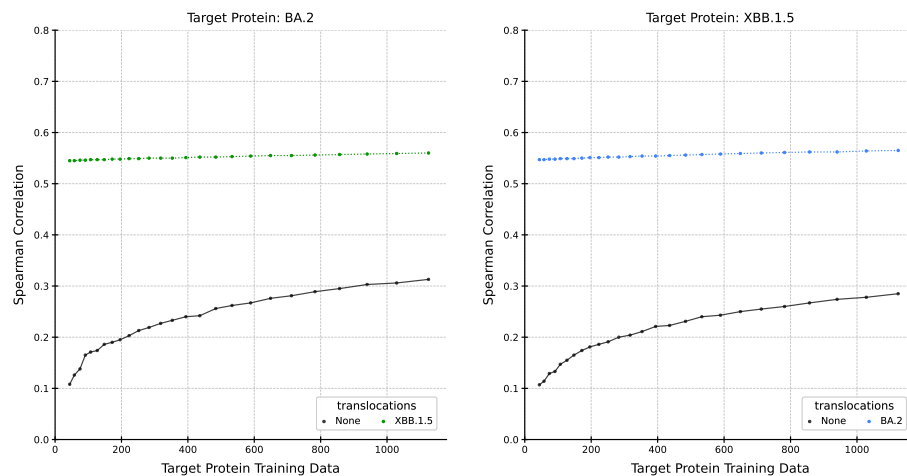 Target Protein: BA.2
0.8
0.7
0.6
0.5
0.4
0.3
0.2
0.1
0.0
Spearman Correlation
0 200 400 600 800 1000
Target Protein Training Data
translocations
None XBB.1.5
Target Protein: XBB.1.5
0.8
0.7
0.6
0.5
0.4
0.3
0.2
0.1
0.0
Spearman Correlation
0 200 400 600 800 1000
Target Protein Training Data
translocations
None BA.2